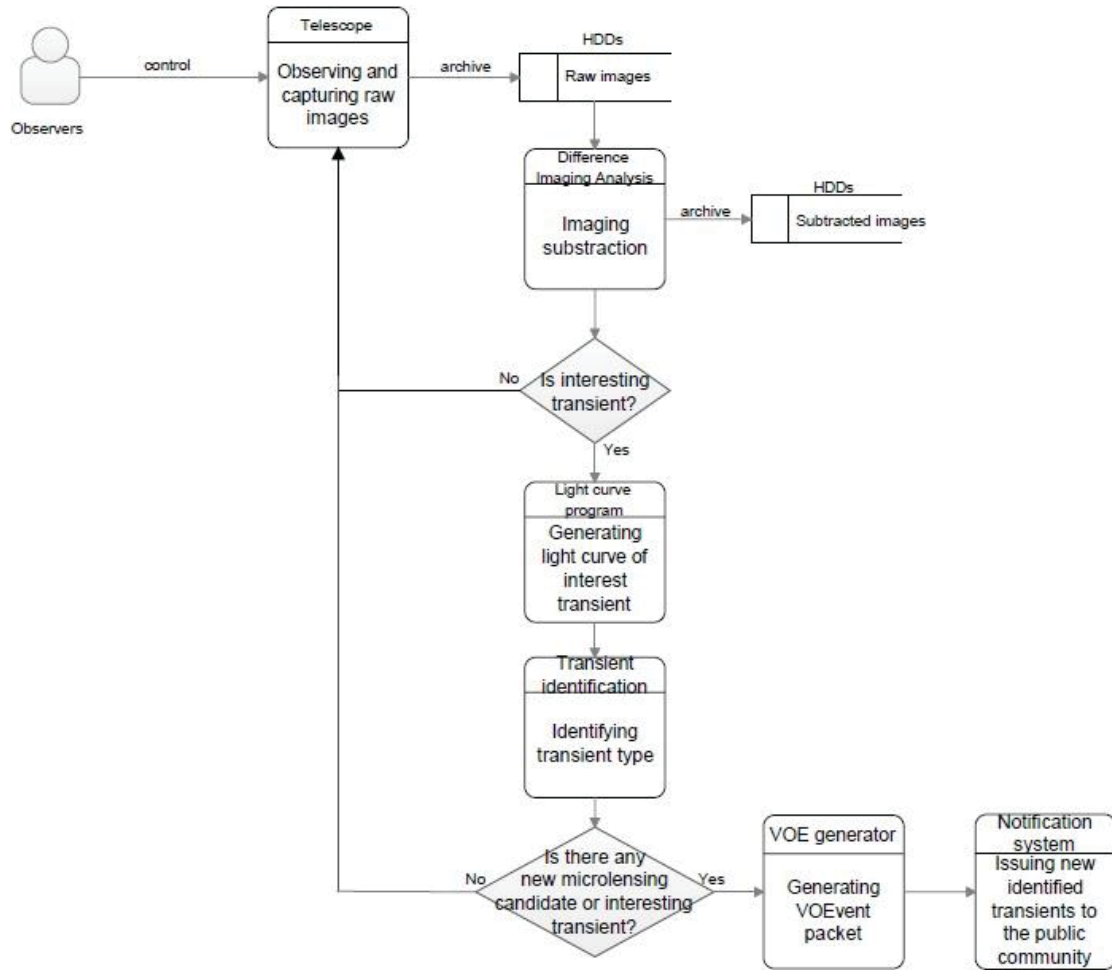 Telescope
HDDs
control
Observing and
capturing raw
images
archive
Raw images
Observers
Difference
Imaging Analysis
HDDs
archive
Subtracted images
Imaging
substraction
No
Is interesting
transient?
Yes
Light curve
program
Generating
light curve of
interest
transient
Transient
identification
Identifying
transient type
No
Is there any
new microlensing
candidate or interesting
transient?
Yes
VOE generator
Generating
VOEvent
packet
Notification
system
Issuing new
identified
transients to
the public
community